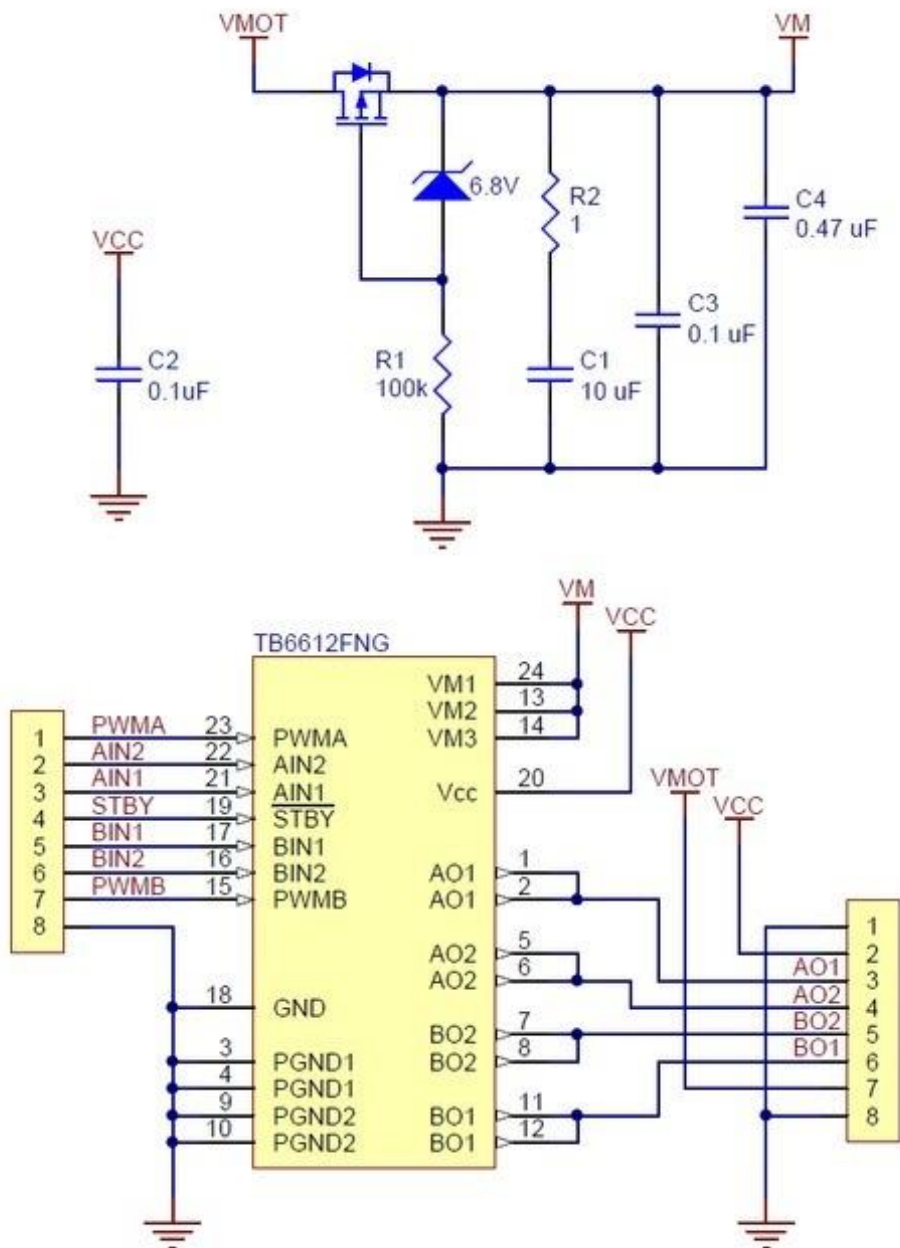 VMOT
VM
6.8V
R2
1
C4
0.47 uF
VCC
C3
0.1 uF
C2
0.1uF
R1
100k
C1
10 uF
VM
VCC
TB6612FNG
VM1 24
VM2 13
VM3 14
1 PWMA 23 PWMA
2 AIN2 22 AIN2
3 AIN1 21 AIN1
4 STBY 19 STBY
5 BIN1 17 BIN1
6 BIN2 16 BIN2
7 PWMB 15 PWMB
8
Vcc 20
VMOT
VCC
AO1 1
AO1 2
AO2 5
AO2 6
18 GND
BO2 7
BO2 8
3 PGND1
4 PGND1
9 PGND2
10 PGND2
BO1 11
BO1 12
1
2
AO1 3
AO2 4
BO2 5
BO1 6
7
8